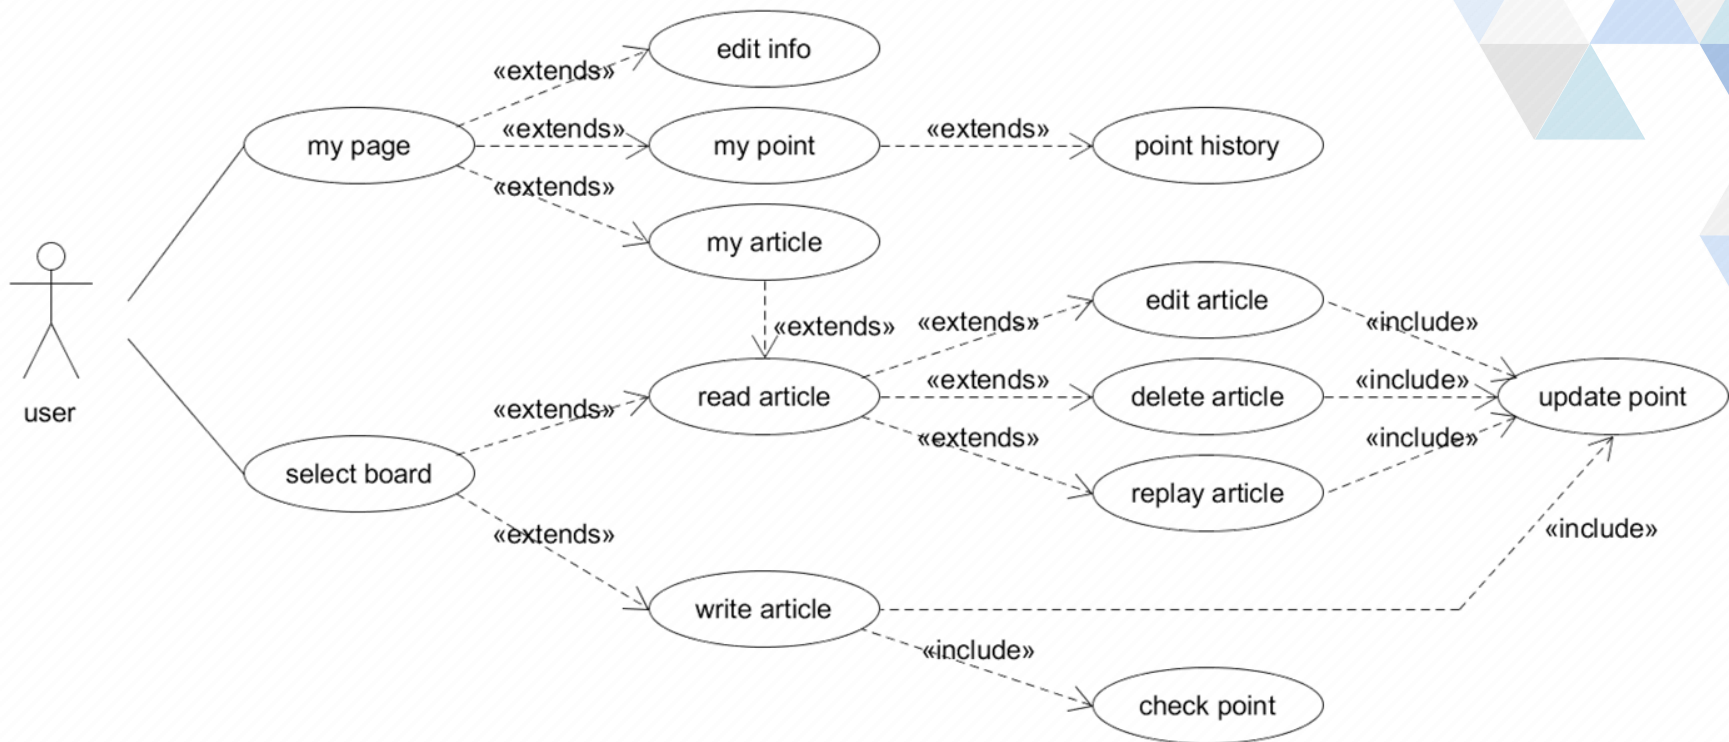 edit info
«extends»
my page
«extends»
my point
«extends»
point history
«extends»
my article
edit article
«extends»
«extends»
«include»
user
read article
«extends»
delete article
«include»
update point
«extends»
«extends»
«include»
select board
replay article
«extends»
«include»
write article
«include»
check point